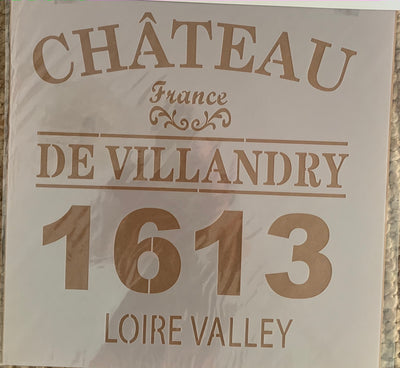 CHÂTEAU
France
DE VILLANDRY
1613
LOIRE VALLEY